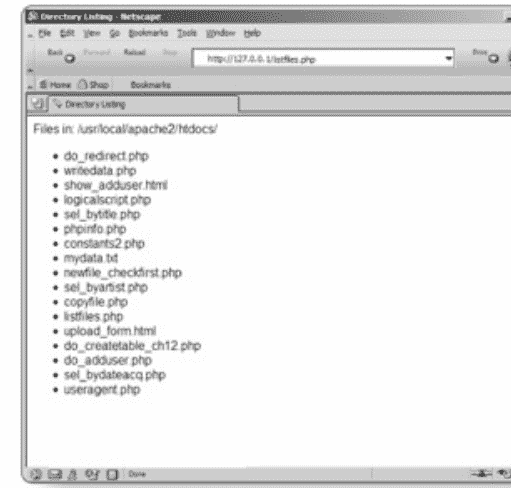 Directory Listing - Netscape
File Edit View Go Bookmarks Tools Window Help
Back Forward Reload Stop http://127.0.0.1/listfiles.php Print
Home Shop Bookmarks
Directory Listing
Files in: /usr/local/apache2/htdocs/
• do_redirect.php
• writedata.php
• show_adduser.html
• logicalscript.php
• sel_bytitle.php
• phpinfo.php
• constants2.php
• mydata.txt
• newfile_checkfirst.php
• sel_byartist.php
• copyfile.php
• listfiles.php
• upload_form.html
• do_createtable_ch12.php
• do_adduser.php
• sel_bydateacq.php
• useragent.php
Done